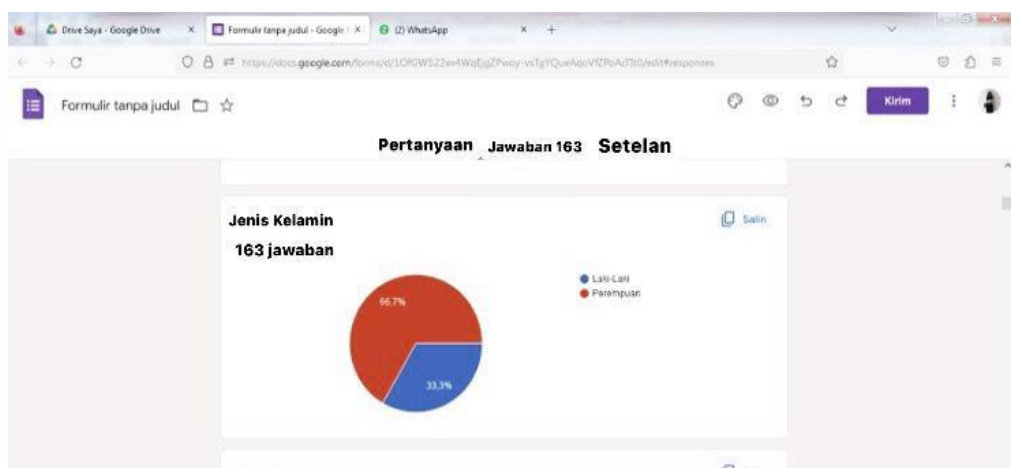 Drive Saya - Google Drive
Formulir tanpa judul - Google
(2) WhatsApp
Formulir tanpa judul
Kirim
Pertanyaan Jawaban 163 Setelan
Jenis Kelamin
Salin
163 jawaban
Laki-Laki
Perempuan
66,7%
33,3%